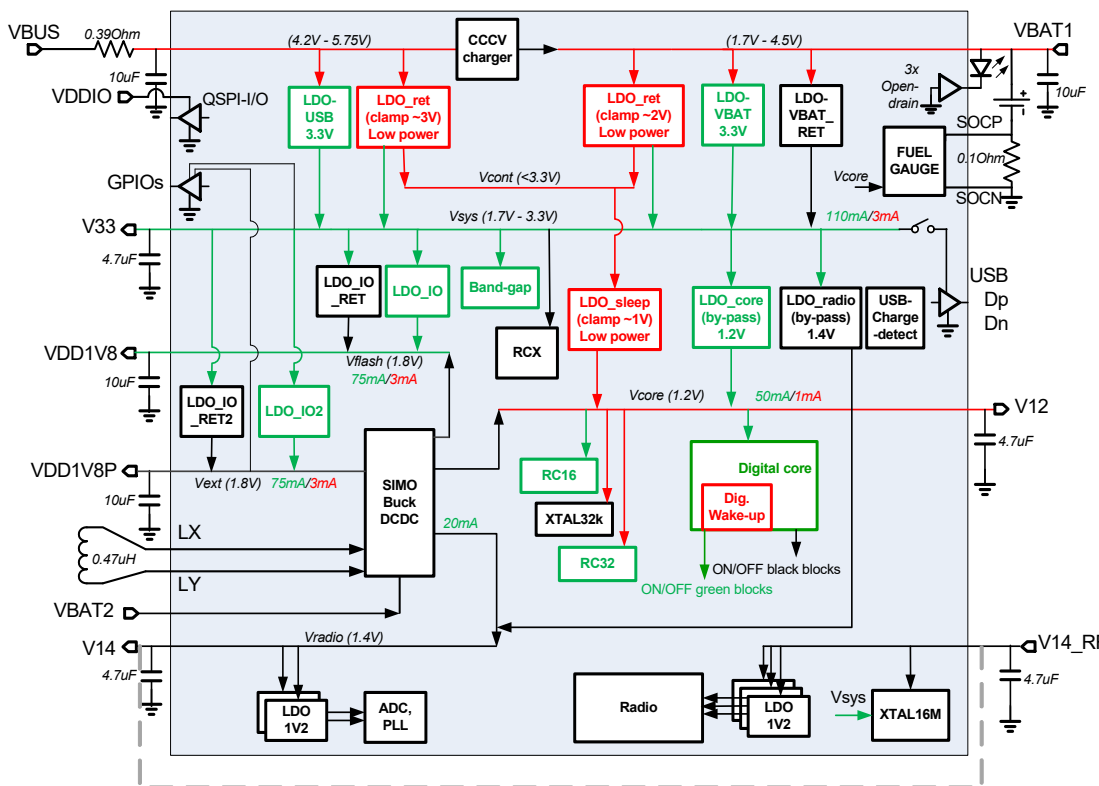 VBUS
0.39Ohm
(4.2V - 5.75V)
CCCV
charger
(1.7V - 4.5V)
VBAT1
10uF
VDDIO
QSPI-I/O
LDO-
USB
3.3V
LDO_ret
(clamp ~3V)
Low power
LDO_ret
(clamp ~2V)
Low power
LDO-
VBAT
3.3V
LDO-
VBAT_
RET
3x
Open-
drain
10uF
SOCP
FUEL
GAUGE
0.1Ohm
GPIOs
Vcont (<3.3V)
Vcore
SOCN
V33
Vsys (1.7V - 3.3V)
110mA/3mA
4.7uF
LDO_IO
_RET
LDO_IO
Band-gap
USB
Dp
Dn
LDO_sleep
(clamp ~1V)
Low power
LDO_core
(by-pass)
1.2V
LDO_radio
(by-pass)
1.4V
USB-
Charge
-detect
RCX
VDD1V8
Vflash (1.8V)
75mA/3mA
10uF
LDO_IO
_RET2
LDO_IO2
Vcore (1.2V)
50mA/1mA
V12
4.7uF
SIMO
Buck
DCDC
RC16
Digital core
VDD1V8P
Vext (1.8V)
75mA/3mA
10uF
Dig.
Wake-up
XTAL32k
20mA
LX
0.47uH
RC32
ON/OFF black blocks
LY
ON/OFF green blocks
VBAT2
V14
Vradio (1.4V)
V14_RI
4.7uF
4.7uF
LDO
1V2
ADC,
PLL
Radio
LDO
1V2
Vsys
XTAL16M